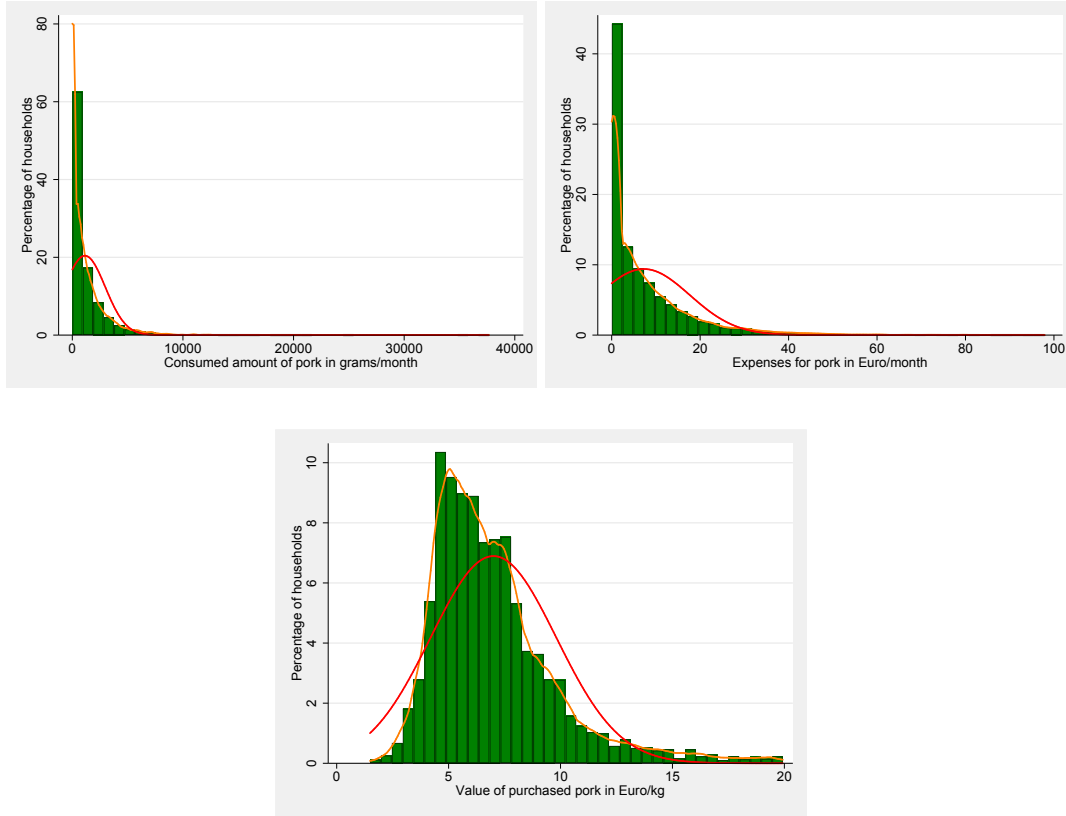 80
60
40
20
0
Percentage of households
0 10000 20000 30000 40000
Consumed amount of pork in grams/month
40
30
20
10
0
Percentage of households
0 20 40 60 80 100
Expenses for pork in Euro/month
10
8
6
4
2
0
Percentage of households
0 5 10 15 20
Value of purchased pork in Euro/kg